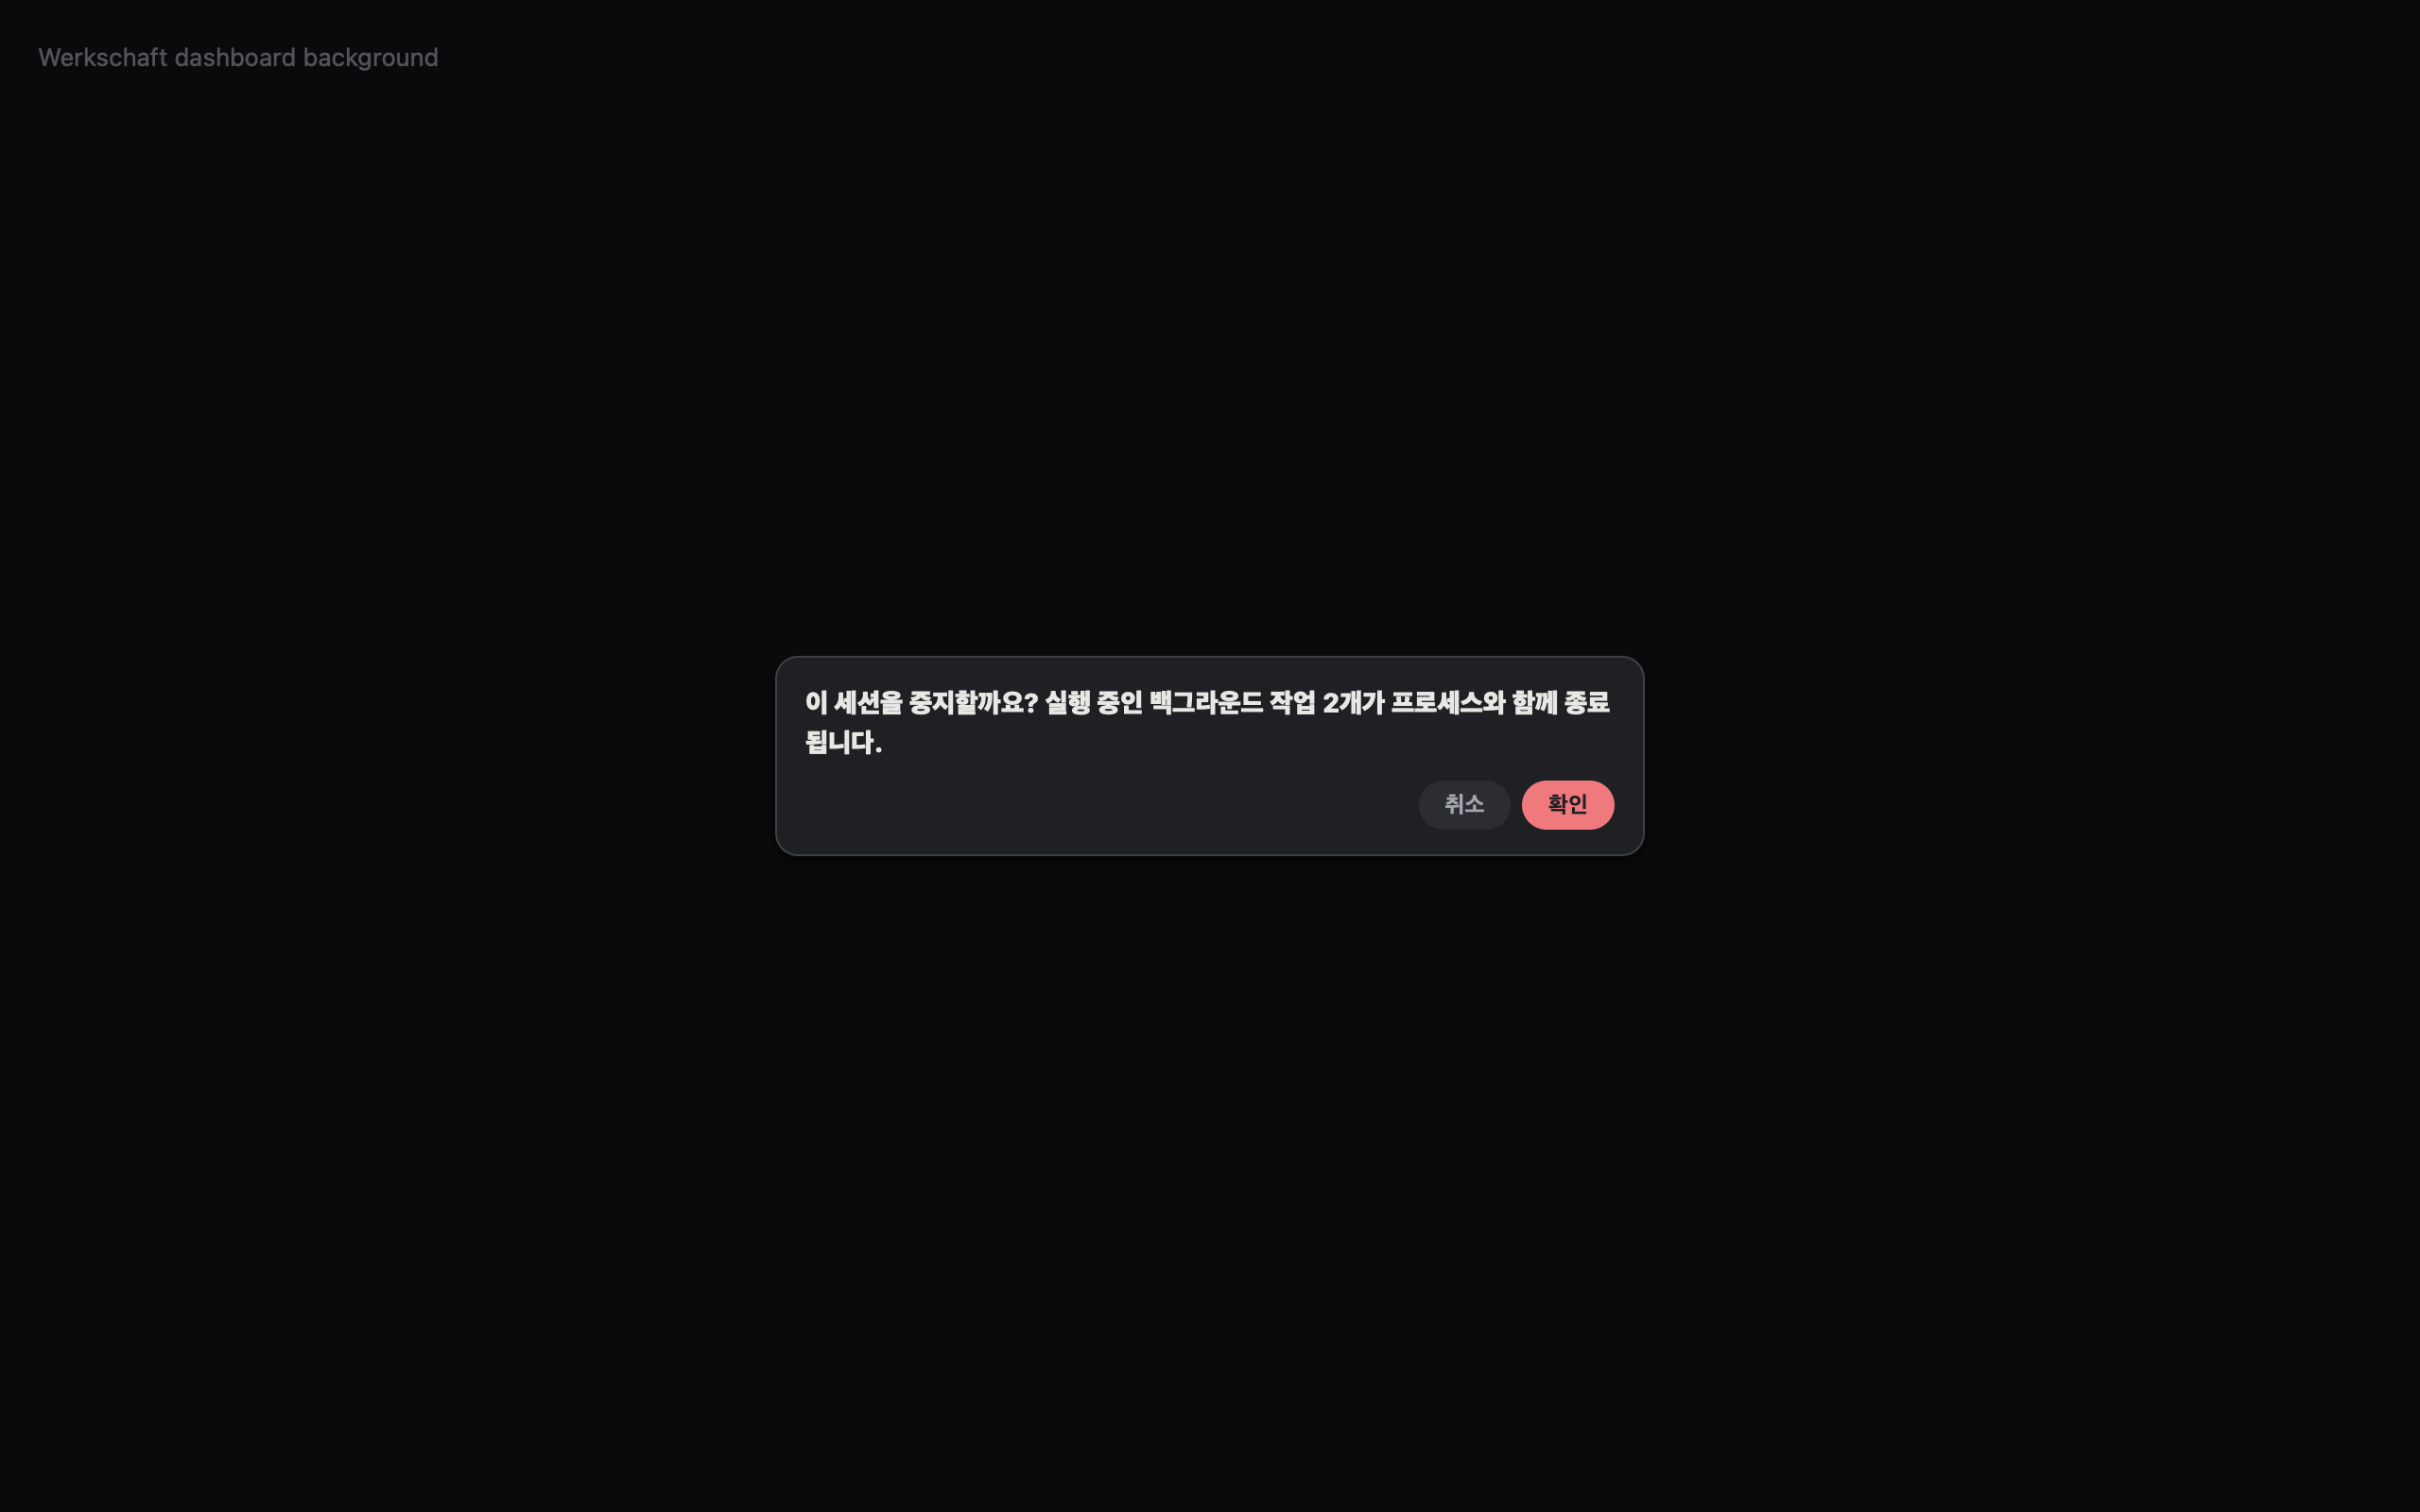 Werkschaft dashboard background
이 세션을 중지할까요? 실행 중인 백그라운드 작업 2개가 프로세스와 함께 종료
됩니다.
취소
확인